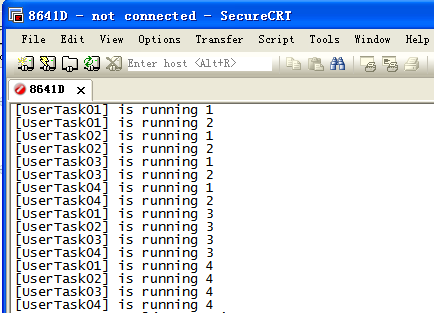 8641D - not connected - SecureCRT
File Edit View Options Transfer Script Tools Window Help
Enter host <Alt+R>
8641D
[UserTask01] is running 1
[UserTask01] is running 2
[UserTask02] is running 1
[UserTask02] is running 2
[UserTask03] is running 1
[UserTask03] is running 2
[UserTask04] is running 1
[UserTask04] is running 2
[UserTask01] is running 3
[UserTask02] is running 3
[UserTask03] is running 3
[UserTask04] is running 3
[UserTask01] is running 4
[UserTask02] is running 4
[UserTask03] is running 4
[UserTask04] is running 4